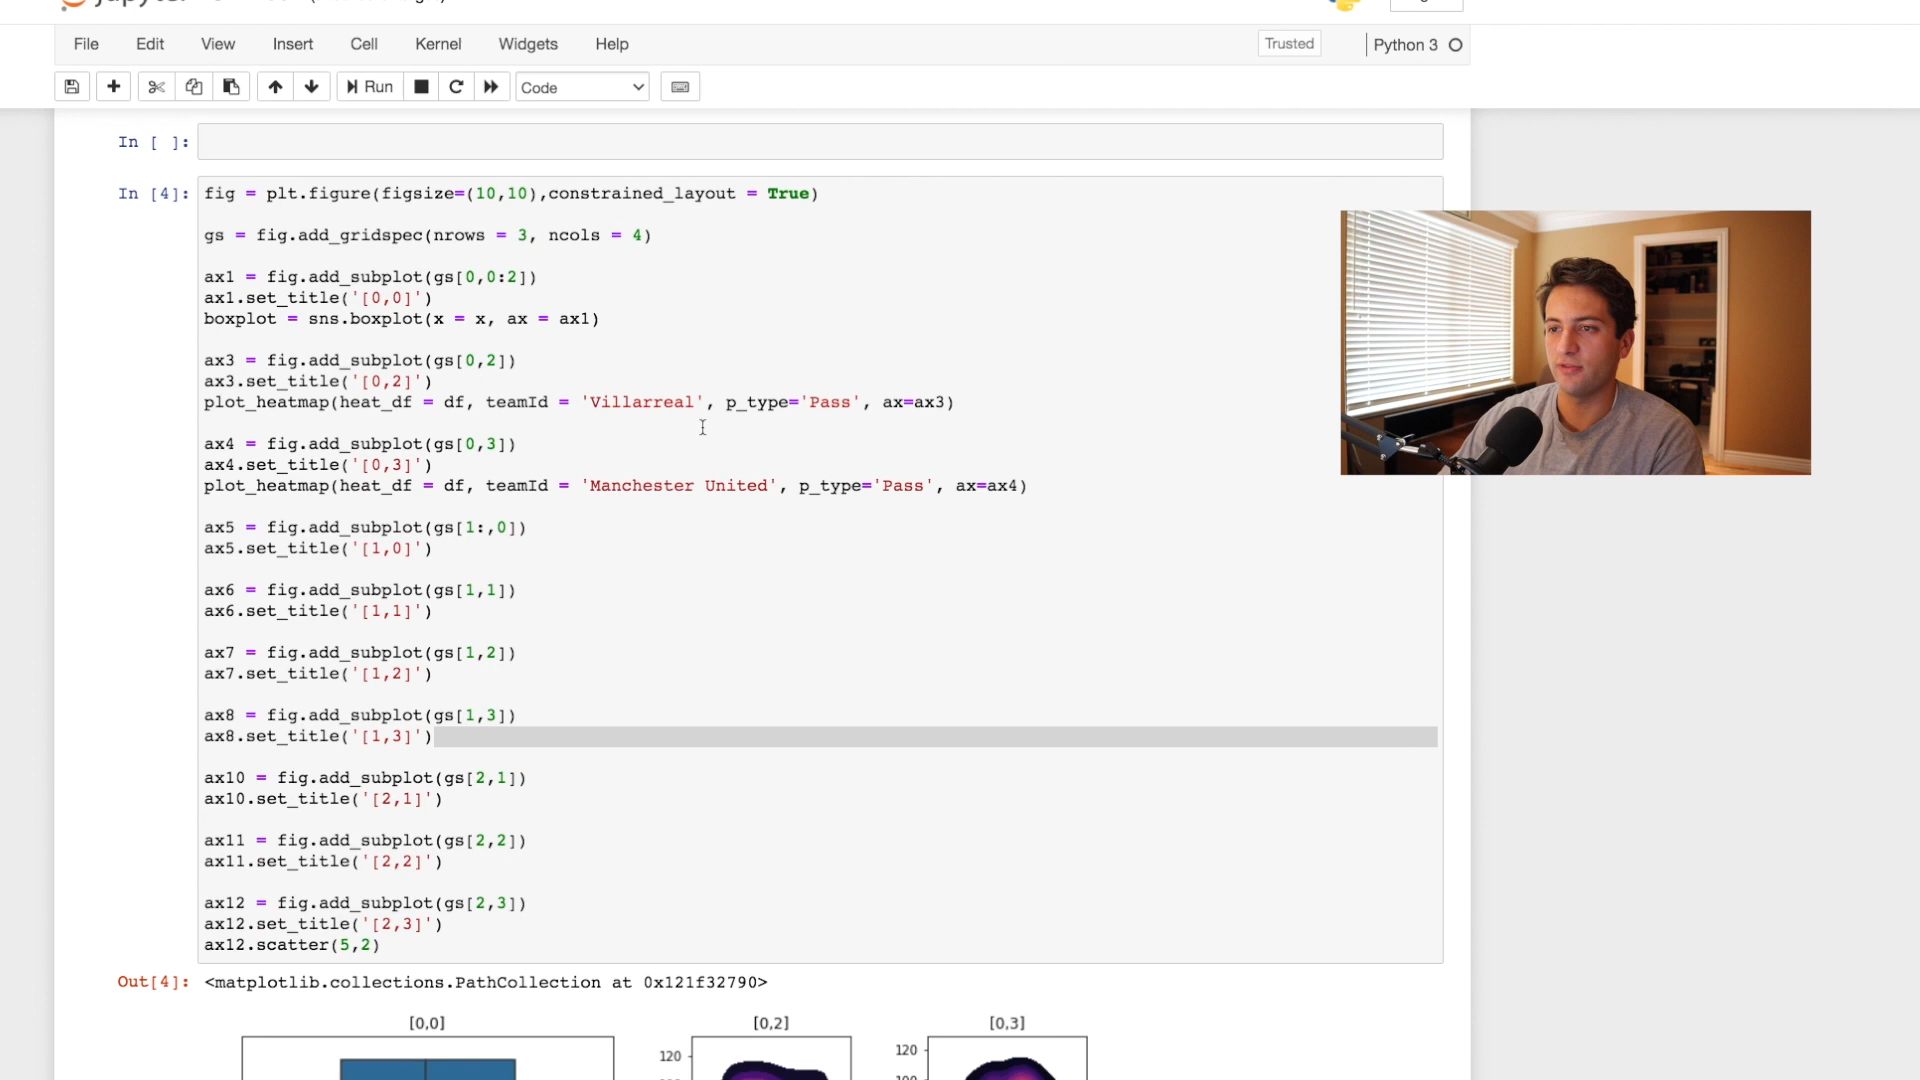 File Edit View Insert Cell Kernel Widgets Help Trusted Python 3
Run Code
In [ ]:
In [4]: fig = plt.figure(figsize=(10,10),constrained_layout = True)
gs = fig.add_gridspec(nrows = 3, ncols = 4)
ax1 = fig.add_subplot(gs[0,0:2])
ax1.set_title('[0,0]')
boxplot = sns.boxplot(x = x, ax = ax1)
ax3 = fig.add_subplot(gs[0,2])
ax3.set_title('[0,2]')
plot_heatmap(heat_df = df, teamId = 'Villarreal', p_type='Pass', ax=ax3)
ax4 = fig.add_subplot(gs[0,3])
ax4.set_title('[0,3]')
plot_heatmap(heat_df = df, teamId = 'Manchester United', p_type='Pass', ax=ax4)
ax5 = fig.add_subplot(gs[1:,0])
ax5.set_title('[1,0]')
ax6 = fig.add_subplot(gs[1,1])
ax6.set_title('[1,1]')
ax7 = fig.add_subplot(gs[1,2])
ax7.set_title('[1,2]')
ax8 = fig.add_subplot(gs[1,3])
ax8.set_title('[1,3]')
ax10 = fig.add_subplot(gs[2,1])
ax10.set_title('[2,1]')
ax11 = fig.add_subplot(gs[2,2])
ax11.set_title('[2,2]')
ax12 = fig.add_subplot(gs[2,3])
ax12.set_title('[2,3]')
ax12.scatter(5,2)
Out[4]: <matplotlib.collections.PathCollection at 0x121f32790>
[0,0] [0,2] [0,3]
120 120
100